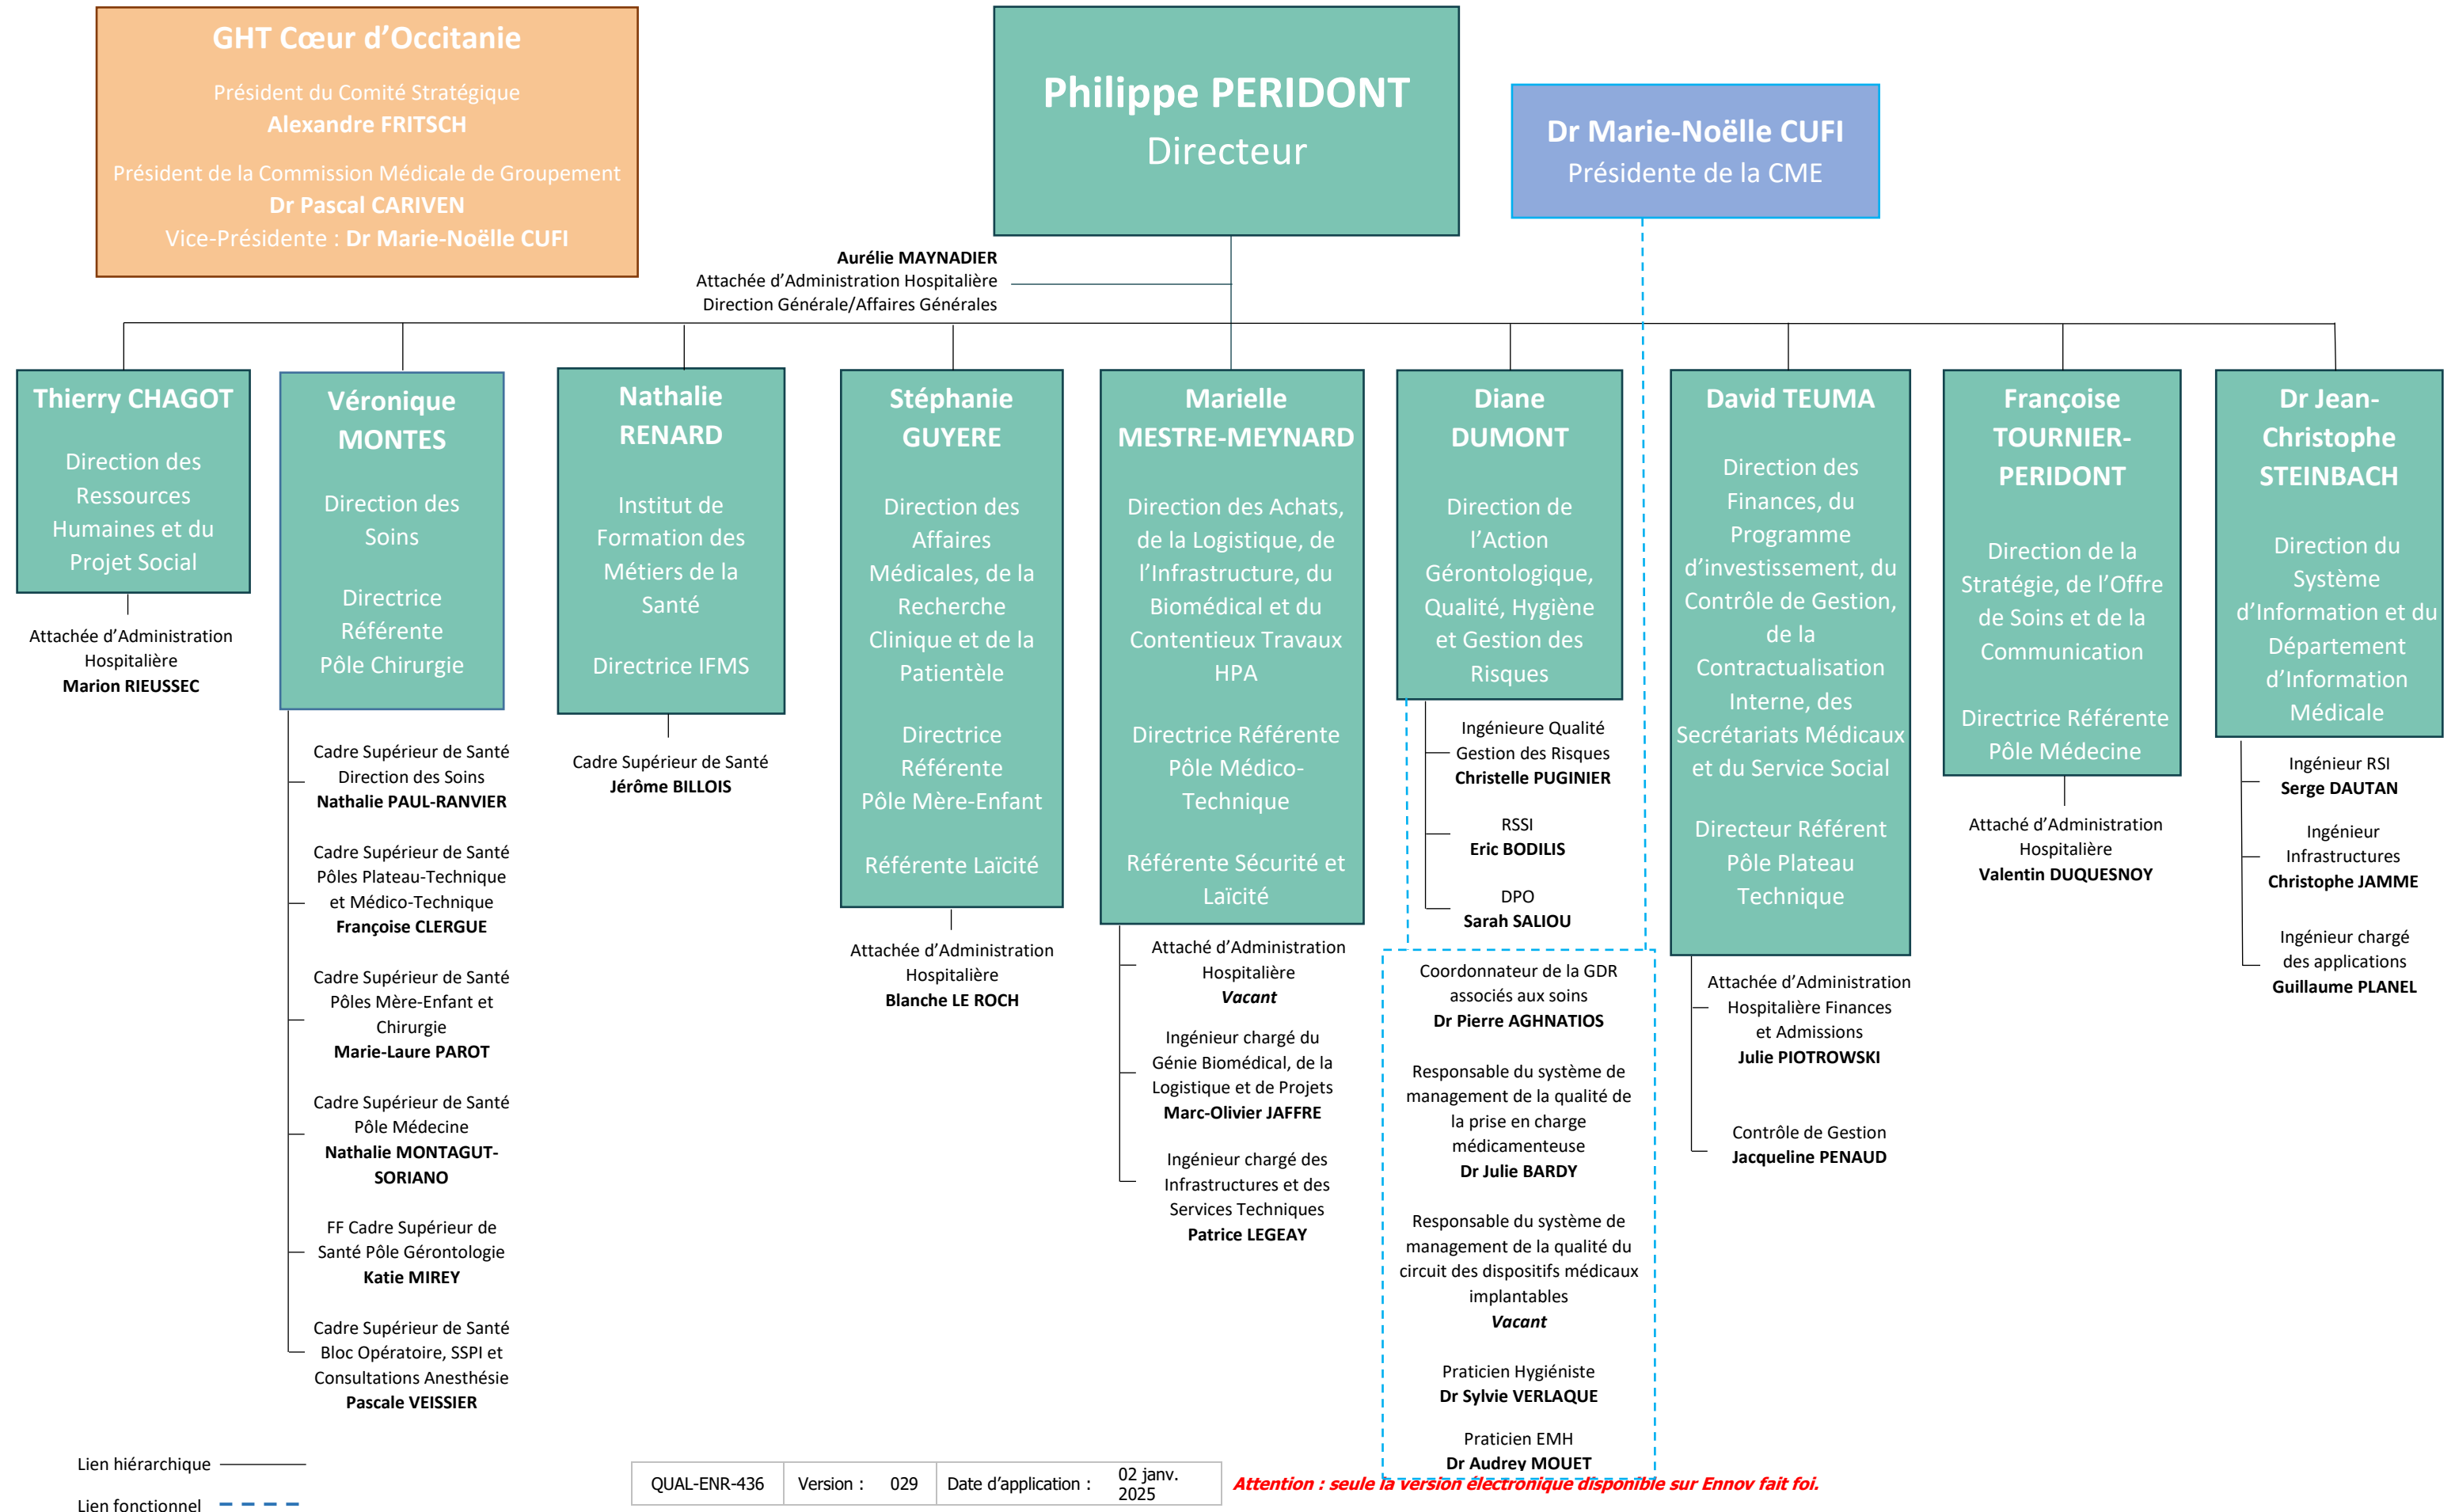 GHT Cœur d’Occitanie
Président du Comité Stratégique
Alexandre FRITSCH
Président de la Commission Médicale de Groupement
Dr Pascal CARIVEN
Vice-Présidente : Dr Marie-Noëlle CUFI
Philippe PERIDONT
Directeur
Dr Marie-Noëlle CUFI
Présidente de la CME
Aurélie MAYNADIER
Attachée d’Administration Hospitalière
Direction Générale/Affaires Générales
Thierry CHAGOT
Direction des
Ressources
Humaines et du
Projet Social
Attachée d’Administration
Hospitalière
Marion RIEUSSEC
Véronique
MONTES
Direction des
Soins
Directrice
Référente
Pôle Chirurgie
Cadre Supérieur de Santé
Direction des Soins
Nathalie PAUL-RANVIER
Cadre Supérieur de Santé
Pôles Plateau-Technique
et Médico-Technique
Françoise CLERGUE
Cadre Supérieur de Santé
Pôles Mère-Enfant et
Chirurgie
Marie-Laure PAROT
Cadre Supérieur de Santé
Pôle Médecine
Nathalie MONTAGUT-
SORIANO
FF Cadre Supérieur de
Santé Pôle Gérontologie
Katie MIREY
Cadre Supérieur de Santé
Bloc Opératoire, SSPI et
Consultations Anesthésie
Pascale VEISSIER
Nathalie
RENARD
Institut de
Formation des
Métiers de la
Santé
Directrice IFMS
Cadre Supérieur de Santé
Jérôme BILLOIS
Stéphanie
GUYERE
Direction des
Affaires
Médicales, de la
Recherche
Clinique et de la
Patientèle
Directrice
Référente
Pôle Mère-Enfant
Référente Laïcité
Attachée d’Administration
Hospitalière
Blanche LE ROCH
Marielle
MESTRE-MEYNARD
Direction des Achats,
de la Logistique, de
l’Infrastructure, du
Biomédical et du
Contentieux Travaux
HPA
Directrice Référente
Pôle Médico-
Technique
Référente Sécurité et
Laïcité
Attaché d’Administration
Hospitalière
Vacant
Ingénieur chargé du
Génie Biomédical, de la
Logistique et de Projets
Marc-Olivier JAFFRE
Ingénieur chargé des
Infrastructures et des
Services Techniques
Patrice LEGEAY
Diane
DUMONT
Direction de
l’Action
Gérontologique,
Qualité, Hygiène
et Gestion des
Risques
Ingénieure Qualité
Gestion des Risques
Christelle PUGINIER
RSSI
Eric BODILIS
DPO
Sarah SALIOU
Coordonnateur de la GDR
associés aux soins
Dr Pierre AGHNATIOS
Responsable du système de
management de la qualité de
la prise en charge
médicamenteuse
Dr Julie BARDY
Responsable du système de
management de la qualité du
circuit des dispositifs médicaux
implantables
Vacant
Praticien Hygiéniste
Dr Sylvie VERLAQUE
Praticien EMH
Dr Audrey MOUET
David TEUMA
Direction des
Finances, du
Programme
d’investissement, du
Contrôle de Gestion,
de la
Contractualisation
Interne, des
Secrétariats Médicaux
et du Service Social
Directeur Référent
Pôle Plateau
Technique
Attachée d’Administration
Hospitalière Finances
et Admissions
Julie PIOTROWSKI
Contrôle de Gestion
Jacqueline PENAUD
Françoise
TOURNIER-
PERIDONT
Direction de la
Stratégie, de l’Offre
de Soins et de la
Communication
Directrice Référente
Pôle Médecine
Attaché d’Administration
Hospitalière
Valentin DUQUESNOY
Dr Jean-
Christophe
STEINBACH
Direction du
Système
d’Information et du
Département
d’Information
Médicale
Ingénieur RSI
Serge DAUTAN
Ingénieur
Infrastructures
Christophe JAMME
Ingénieur chargé
des applications
Guillaume PLANEL
Lien hiérarchique
Lien fonctionnel
QUAL-ENR-436 Version : 029 Date d’application : 02 janv.
2025
Attention : seule la version électronique disponible sur Ennov fait foi.